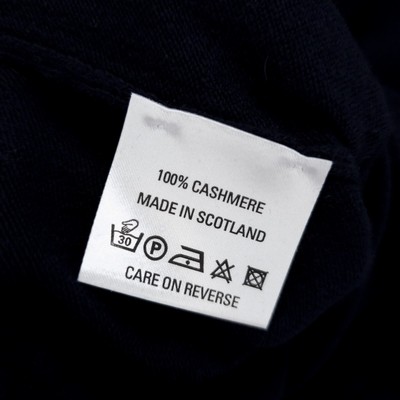 100% CASHMERE
MADE IN SCOTLAND
30 P
CARE ON REVERSE